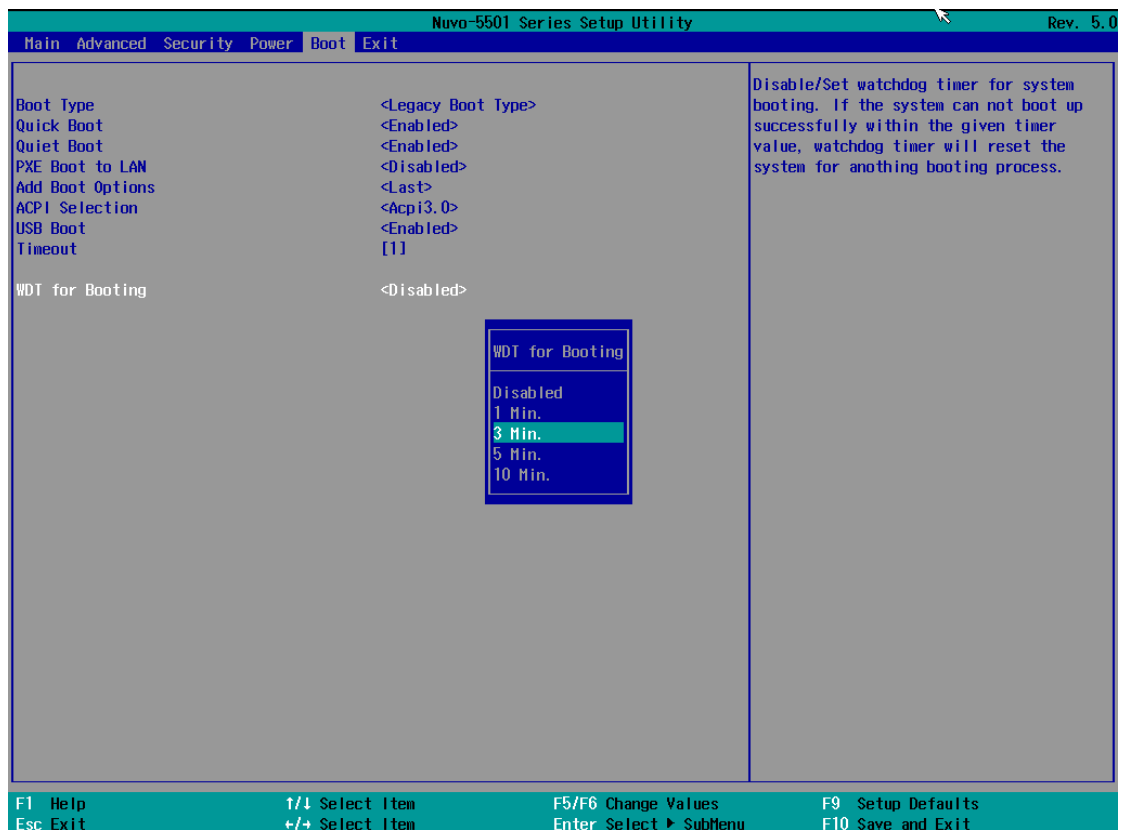 Nuvo-5501 Series Setup Utility Rev. 5.0
Main Advanced Security Power Boot Exit
Boot Type <Legacy Boot Type>
Quick Boot <Enabled>
Quiet Boot <Enabled>
PXE Boot to LAN <Disabled>
Add Boot Options <Last>
ACPI Selection <Acpi3.0>
USB Boot <Enabled>
Timeout [1]
WDT for Booting <Disabled>
WDT for Booting
Disabled
1 Min.
3 Min.
5 Min.
10 Min.
Disable/Set watchdog timer for system
booting. If the system can not boot up
successfully within the given timer
value, watchdog timer will reset the
system for anothing booting process.
F1 Help ↑/↓ Select Item F5/F6 Change Values F9 Setup Defaults
Esc Exit ←/→ Select Item Enter Select ▶ SubMenu F10 Save and Exit